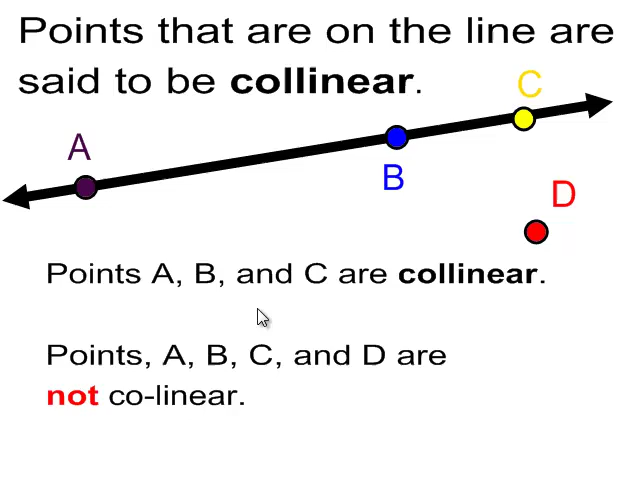 Points that are on the line are
said to be collinear.
C
A
B
D
Points A, B, and C are collinear.
Points, A, B, C, and D are
not co-linear.